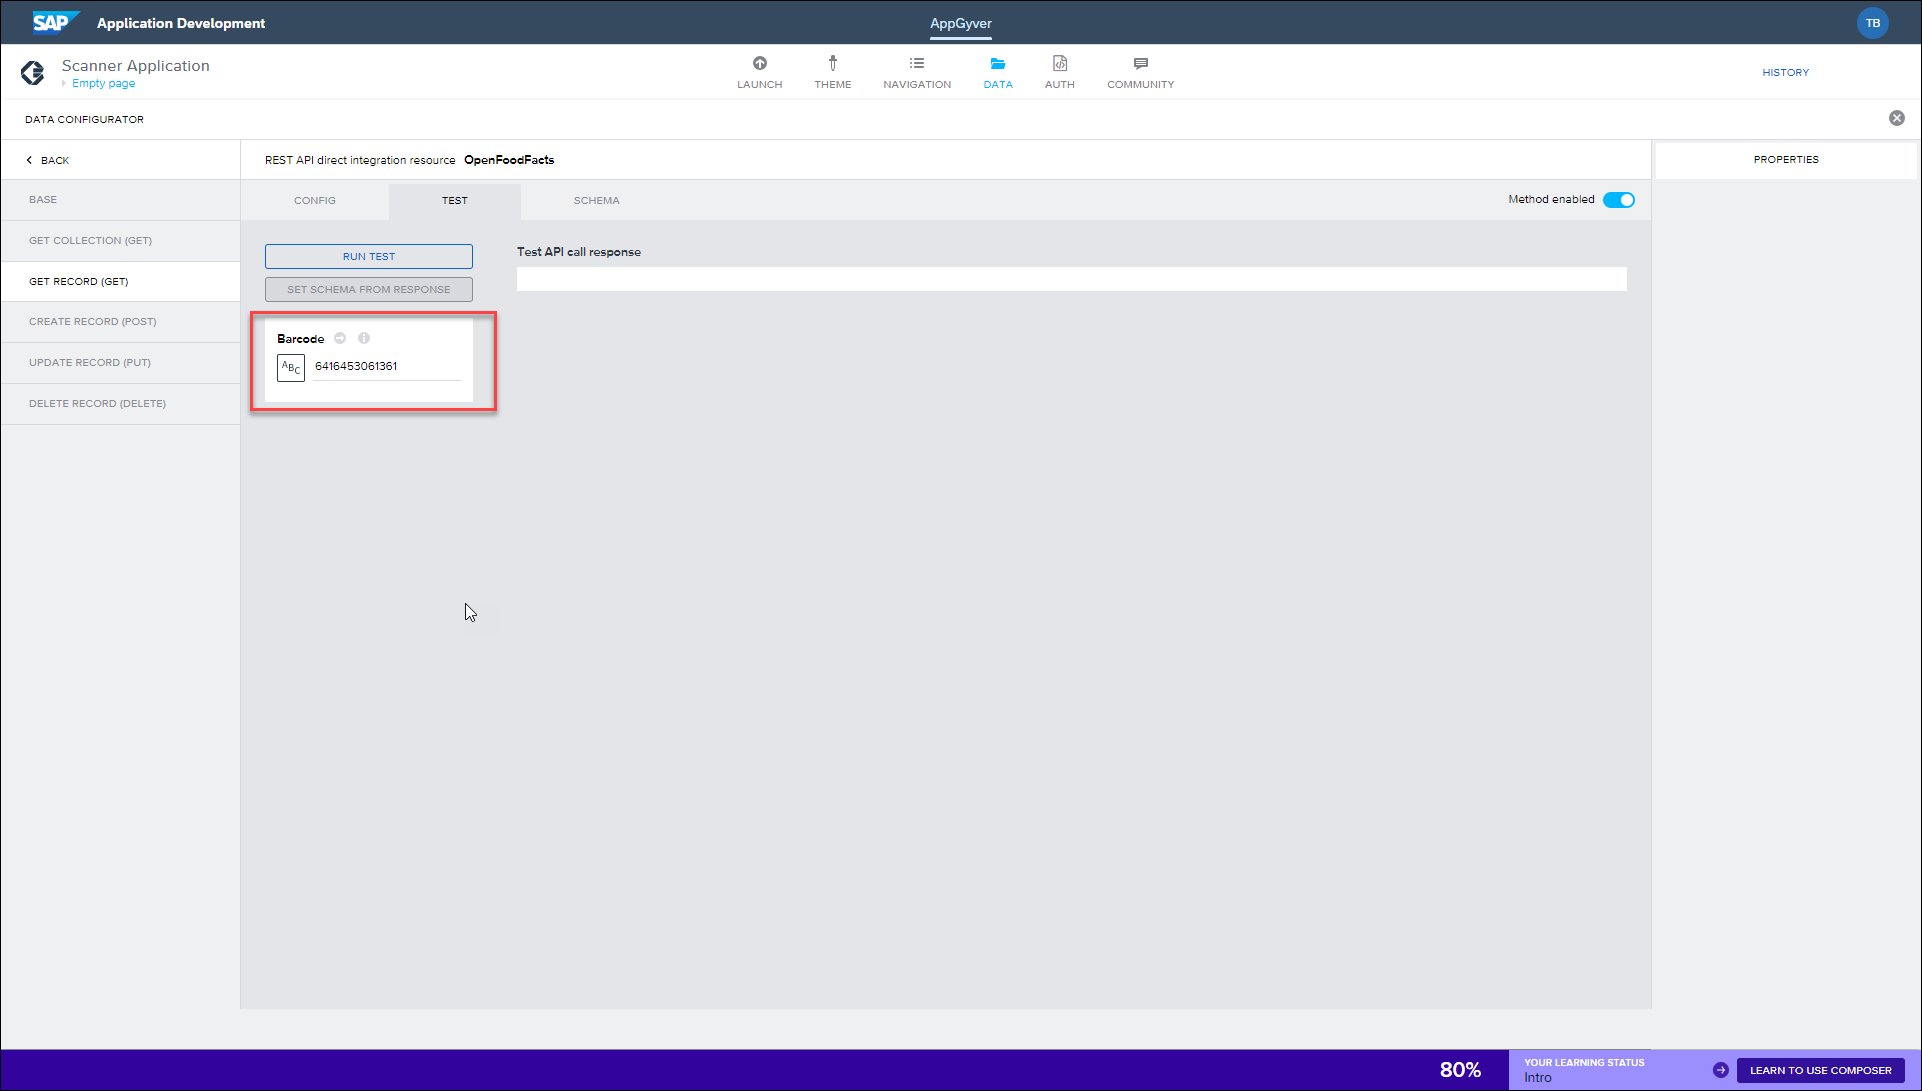 SAP Application Development
AppGyver
TB
Scanner Application
Empty page
LAUNCH
THEME
NAVIGATION
DATA
AUTH
COMMUNITY
HISTORY
DATA CONFIGURATOR
BACK
REST API direct integration resource OpenFoodFacts
PROPERTIES
BASE
GET COLLECTION (GET)
GET RECORD (GET)
CREATE RECORD (POST)
UPDATE RECORD (PUT)
DELETE RECORD (DELETE)
CONFIG
TEST
SCHEMA
Method enabled
RUN TEST
SET SCHEMA FROM RESPONSE
Test API call response
Barcode
ABC
6416453061361
80%
YOUR LEARNING STATUS
Intro
LEARN TO USE COMPOSER